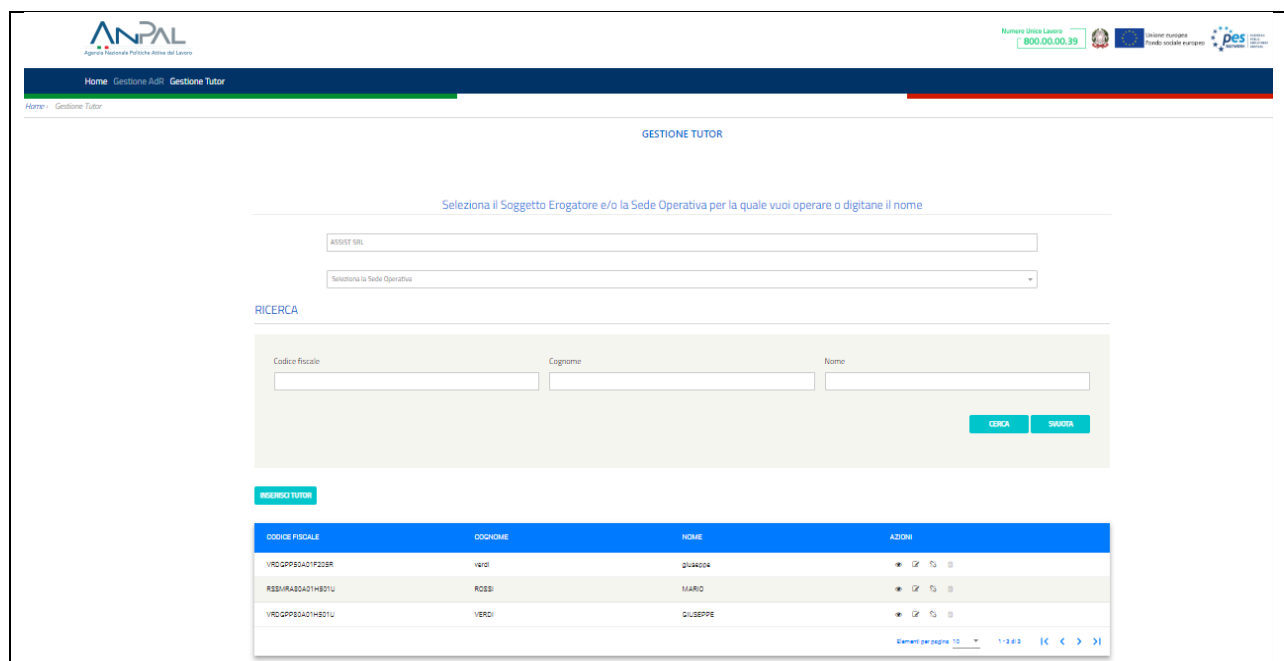 ANPAL
Agenzia Nazionale Politiche Attive del Lavoro
Numero Unico Lavoro
800.00.00.39
Unione europea
Fondo sociale europeo
pes
Home Gestione AdR Gestione Tutor
Home › Gestione Tutor
GESTIONE TUTOR
Seleziona il Soggetto Erogatore e/o la Sede Operativa per la quale vuoi operare o digitane il nome
ASSIST SRL
Seleziona la Sede Operativa
RICERCA
Codice fiscale Cognome Nome
CERCA SVUOTA
INSERISCI TUTOR
CODICE FISCALE COGNOME NOME AZIONI
VRDGPP50A01F205R verdi giuseppe
RSSMRA80A01H501U ROSSI MARIO
VRDGPP80A01H501U VERDI GIUSEPPE
Elementi per pagina 10 1 - 3 di 3